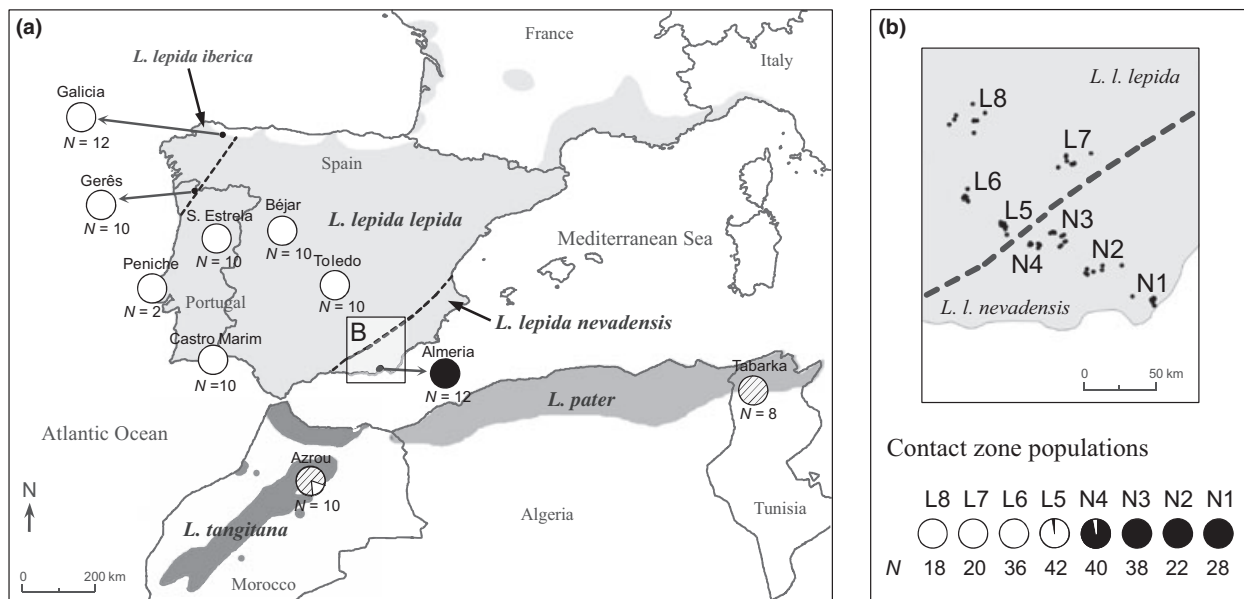 (a)
France
Italy
L. lepida iberica
Galicia
N = 12
Spain
Gerês
N = 10
S. Estrela
N = 10
Béjar
N = 10
L. lepida lepida
Mediterranean Sea
Peniche
N = 2
Toledo
N = 10
Portugal
L. lepida nevadensis
B
Castro Marim
N =10
Almeria
N = 12
Tabarka
N = 8
L. pater
Atlantic Ocean
Azrou
N = 10
N
L. tangitana
Algeria
Tunisia
Morocco
0 200 km
(b)
L. l. lepida
L8
L7
L6
L5
N3
N4
N2
N1
L. l. nevadensis
0 50 km
Contact zone populations
L8 L7 L6 L5 N4 N3 N2 N1
N 18 20 36 42 40 38 22 28